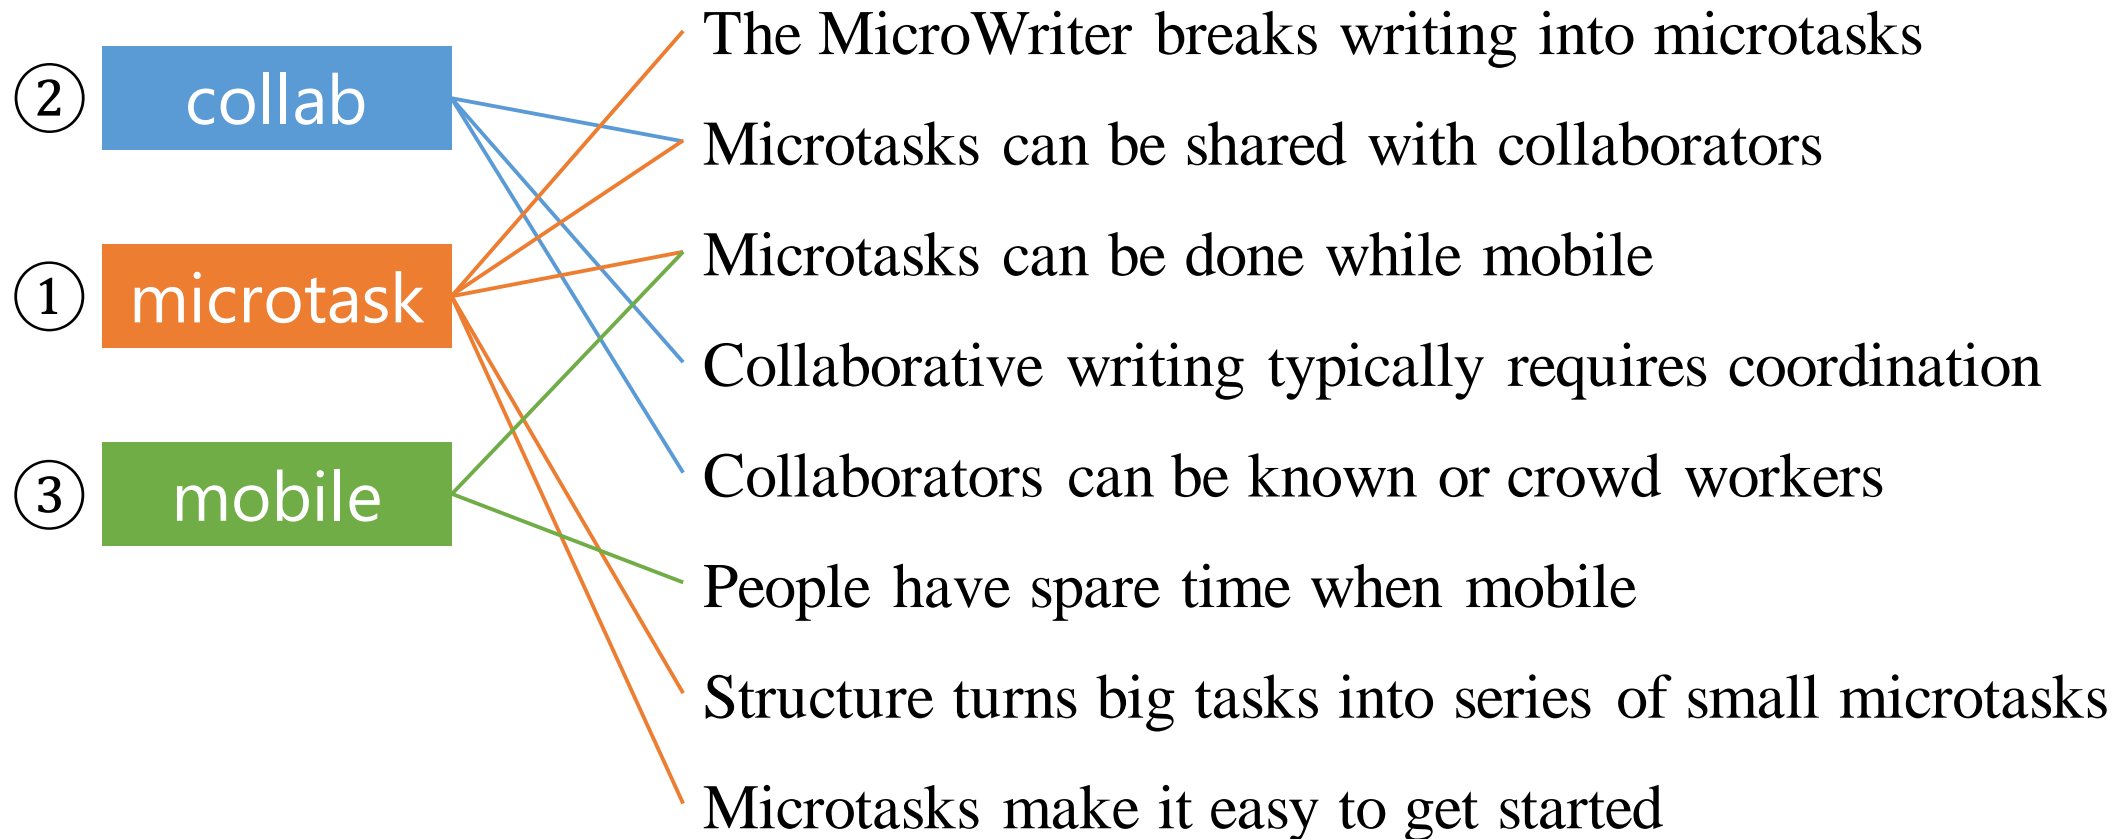 ② collab
① microtask
③ mobile
The MicroWriter breaks writing into microtasks
Microtasks can be shared with collaborators
Microtasks can be done while mobile
Collaborative writing typically requires coordination
Collaborators can be known or crowd workers
People have spare time when mobile
Structure turns big tasks into series of small microtasks
Microtasks make it easy to get started